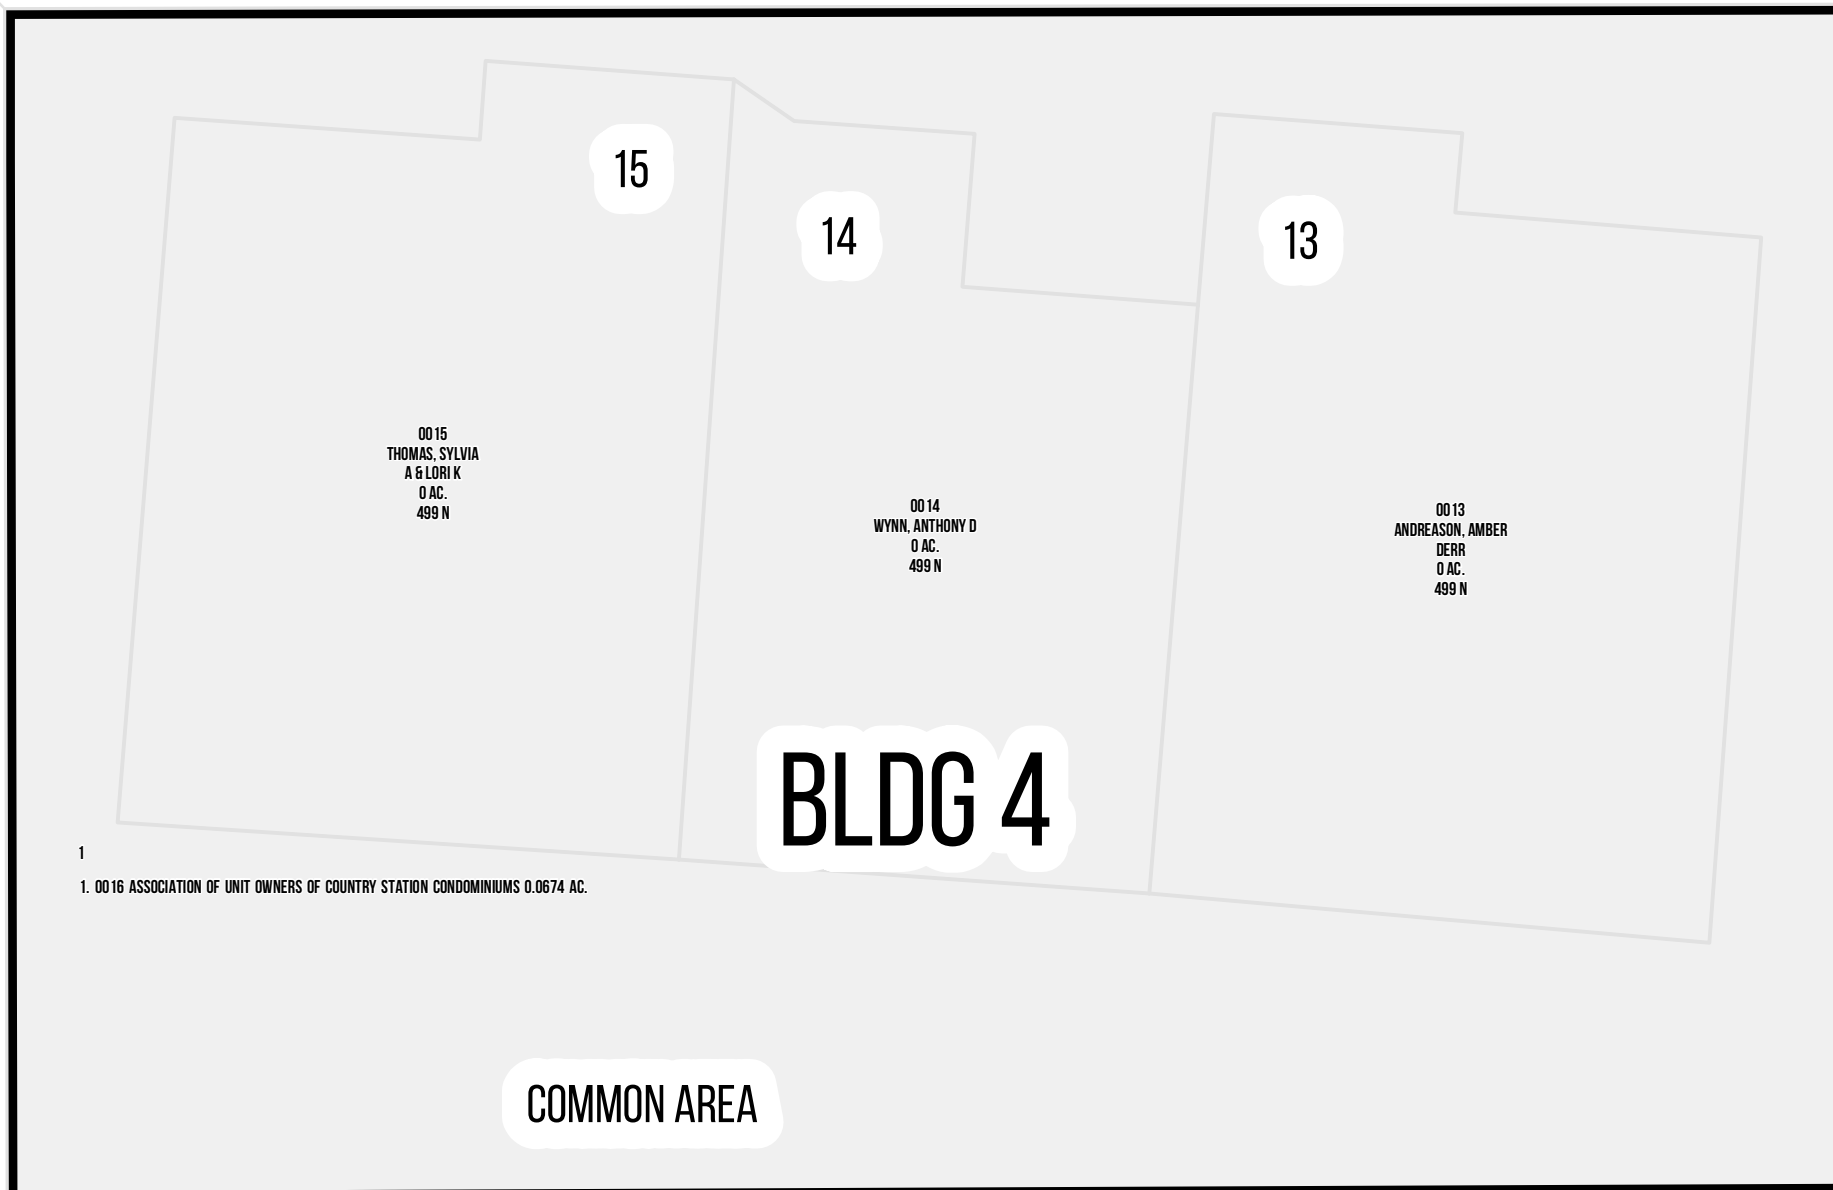 15
14
13
0015
THOMAS, SYLVIA
A & LORI K
0 AC.
499 N
0014
WYNN, ANTHONY D
0 AC.
499 N
0013
ANDREASON, AMBER
DERR
0 AC.
499 N
BLDG 4
1
1. 0016 ASSOCIATION OF UNIT OWNERS OF COUNTRY STATION CONDOMINIUMS 0.0674 AC.
COMMON AREA